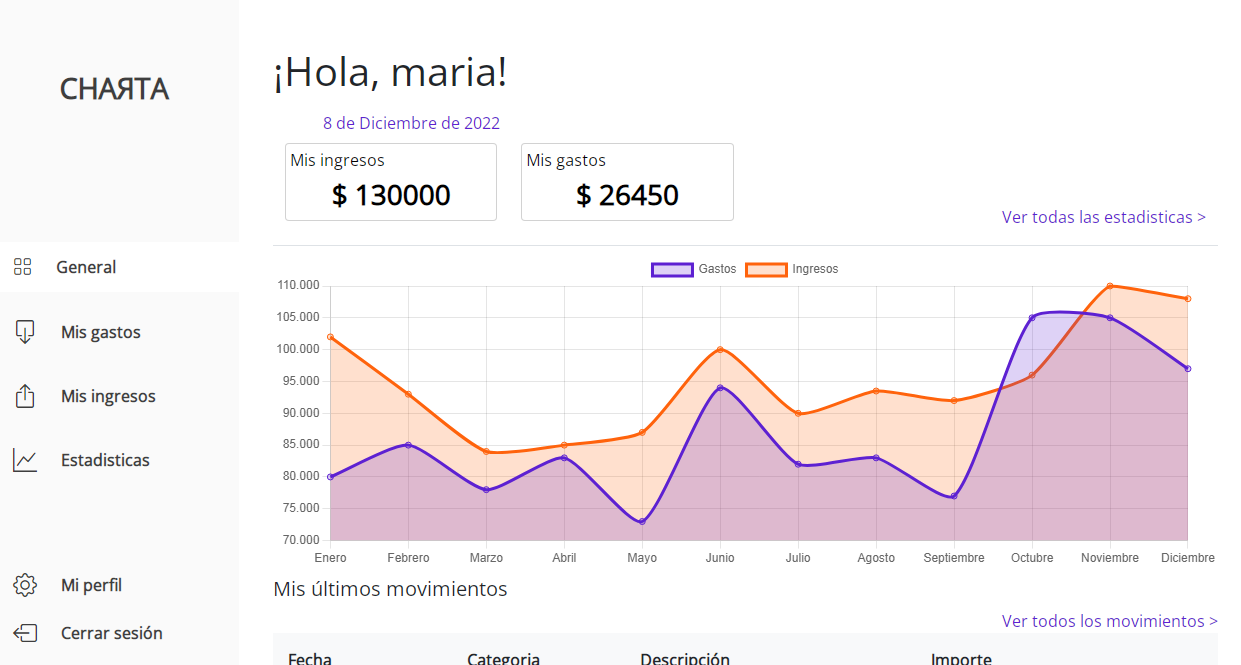 CHAЯTA
General
Mis gastos
Mis ingresos
Estadisticas
Mi perfil
Cerrar sesión
¡Hola, maria!
8 de Diciembre de 2022
Mis ingresos
$ 130000
Mis gastos
$ 26450
Ver todas las estadisticas >
Gastos Ingresos
110.000
105.000
100.000
95.000
90.000
85.000
80.000
75.000
70.000
Enero Febrero Marzo Abril Mayo Junio Julio Agosto Septiembre Octubre Noviembre Diciembre
Mis últimos movimientos
Ver todos los movimientos >
Fecha Categoria Descripción Importe